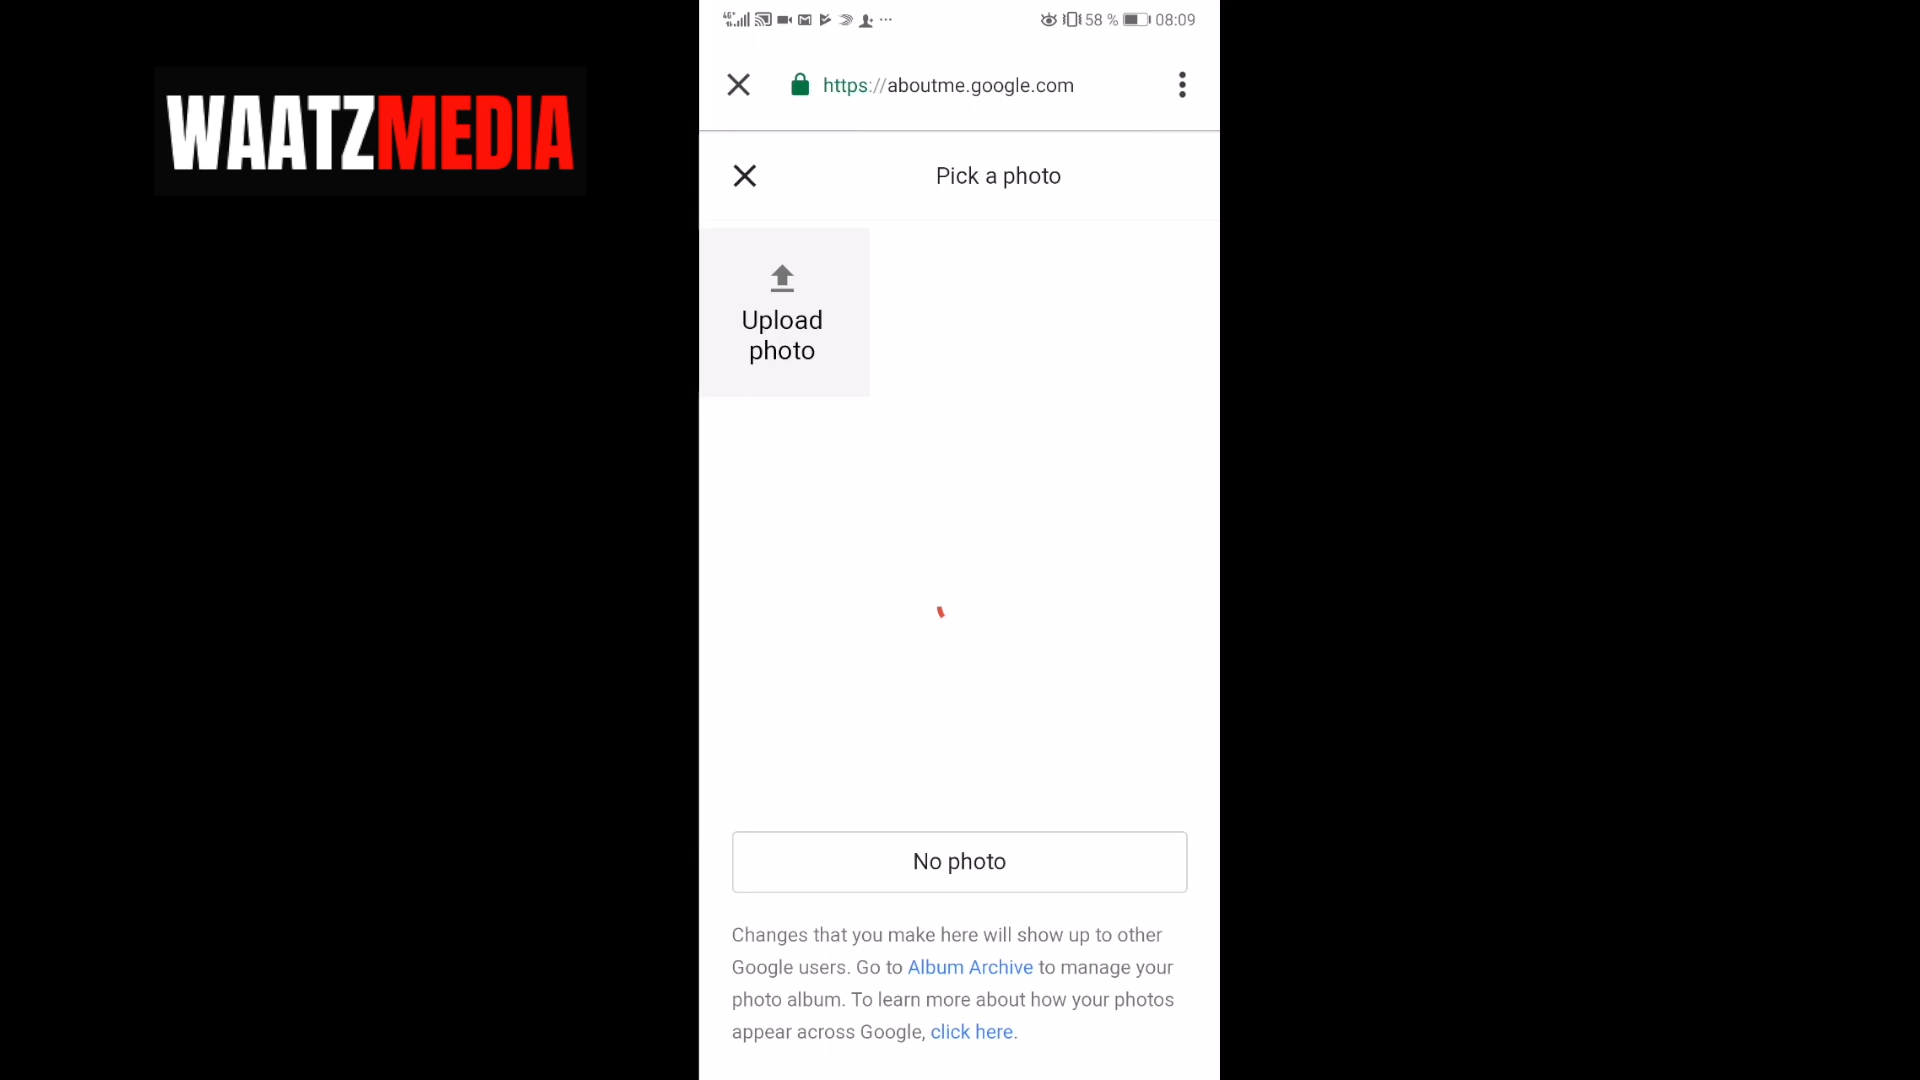 WAATZMEDIA
4G+ 58 % 08:09
https://aboutme.google.com
Pick a photo
Upload
photo
No photo
Changes that you make here will show up to other
Google users. Go to Album Archive to manage your
photo album. To learn more about how your photos
appear across Google, click here.